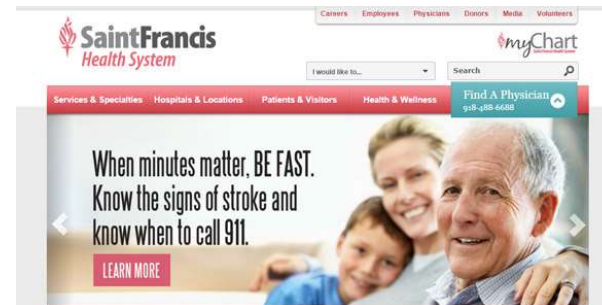 Careers Employees Physicians Donors Media Volunteers
SaintFrancis
Health System
myChart
I would like to...
Search
Services & Specialties Hospitals & Locations Patients & Visitors Health & Wellness
Find A Physician
918-488-6688
When minutes matter, BE FAST.
Know the signs of stroke and
know when to call 911.
LEARN MORE